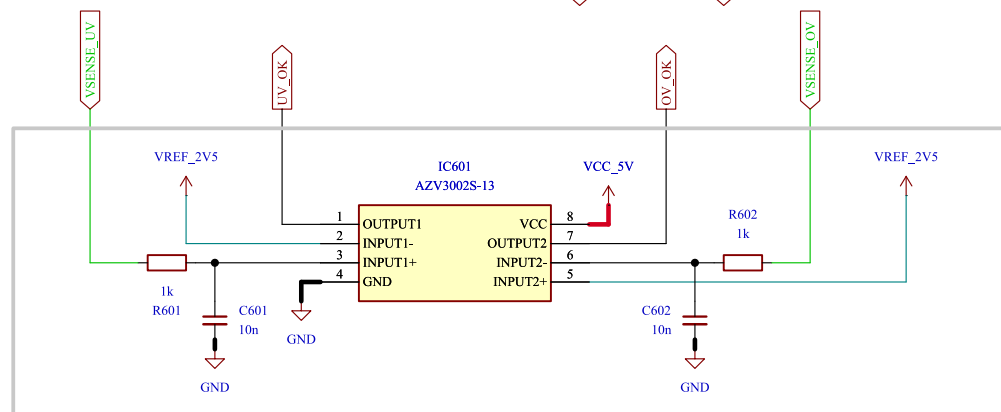 VSENSE_UV
UV_OK
OV_OK
VSENSE_OV
VREF_2V5
IC601
AZV3002S-13
VCC_5V
VREF_2V5
R602
1k
1 OUTPUT1 VCC 8
2 INPUT1- OUTPUT2 7
3 INPUT1+ INPUT2- 6
4 GND INPUT2+ 5
1k
R601
C601
10n
GND
C602
10n
GND
GND